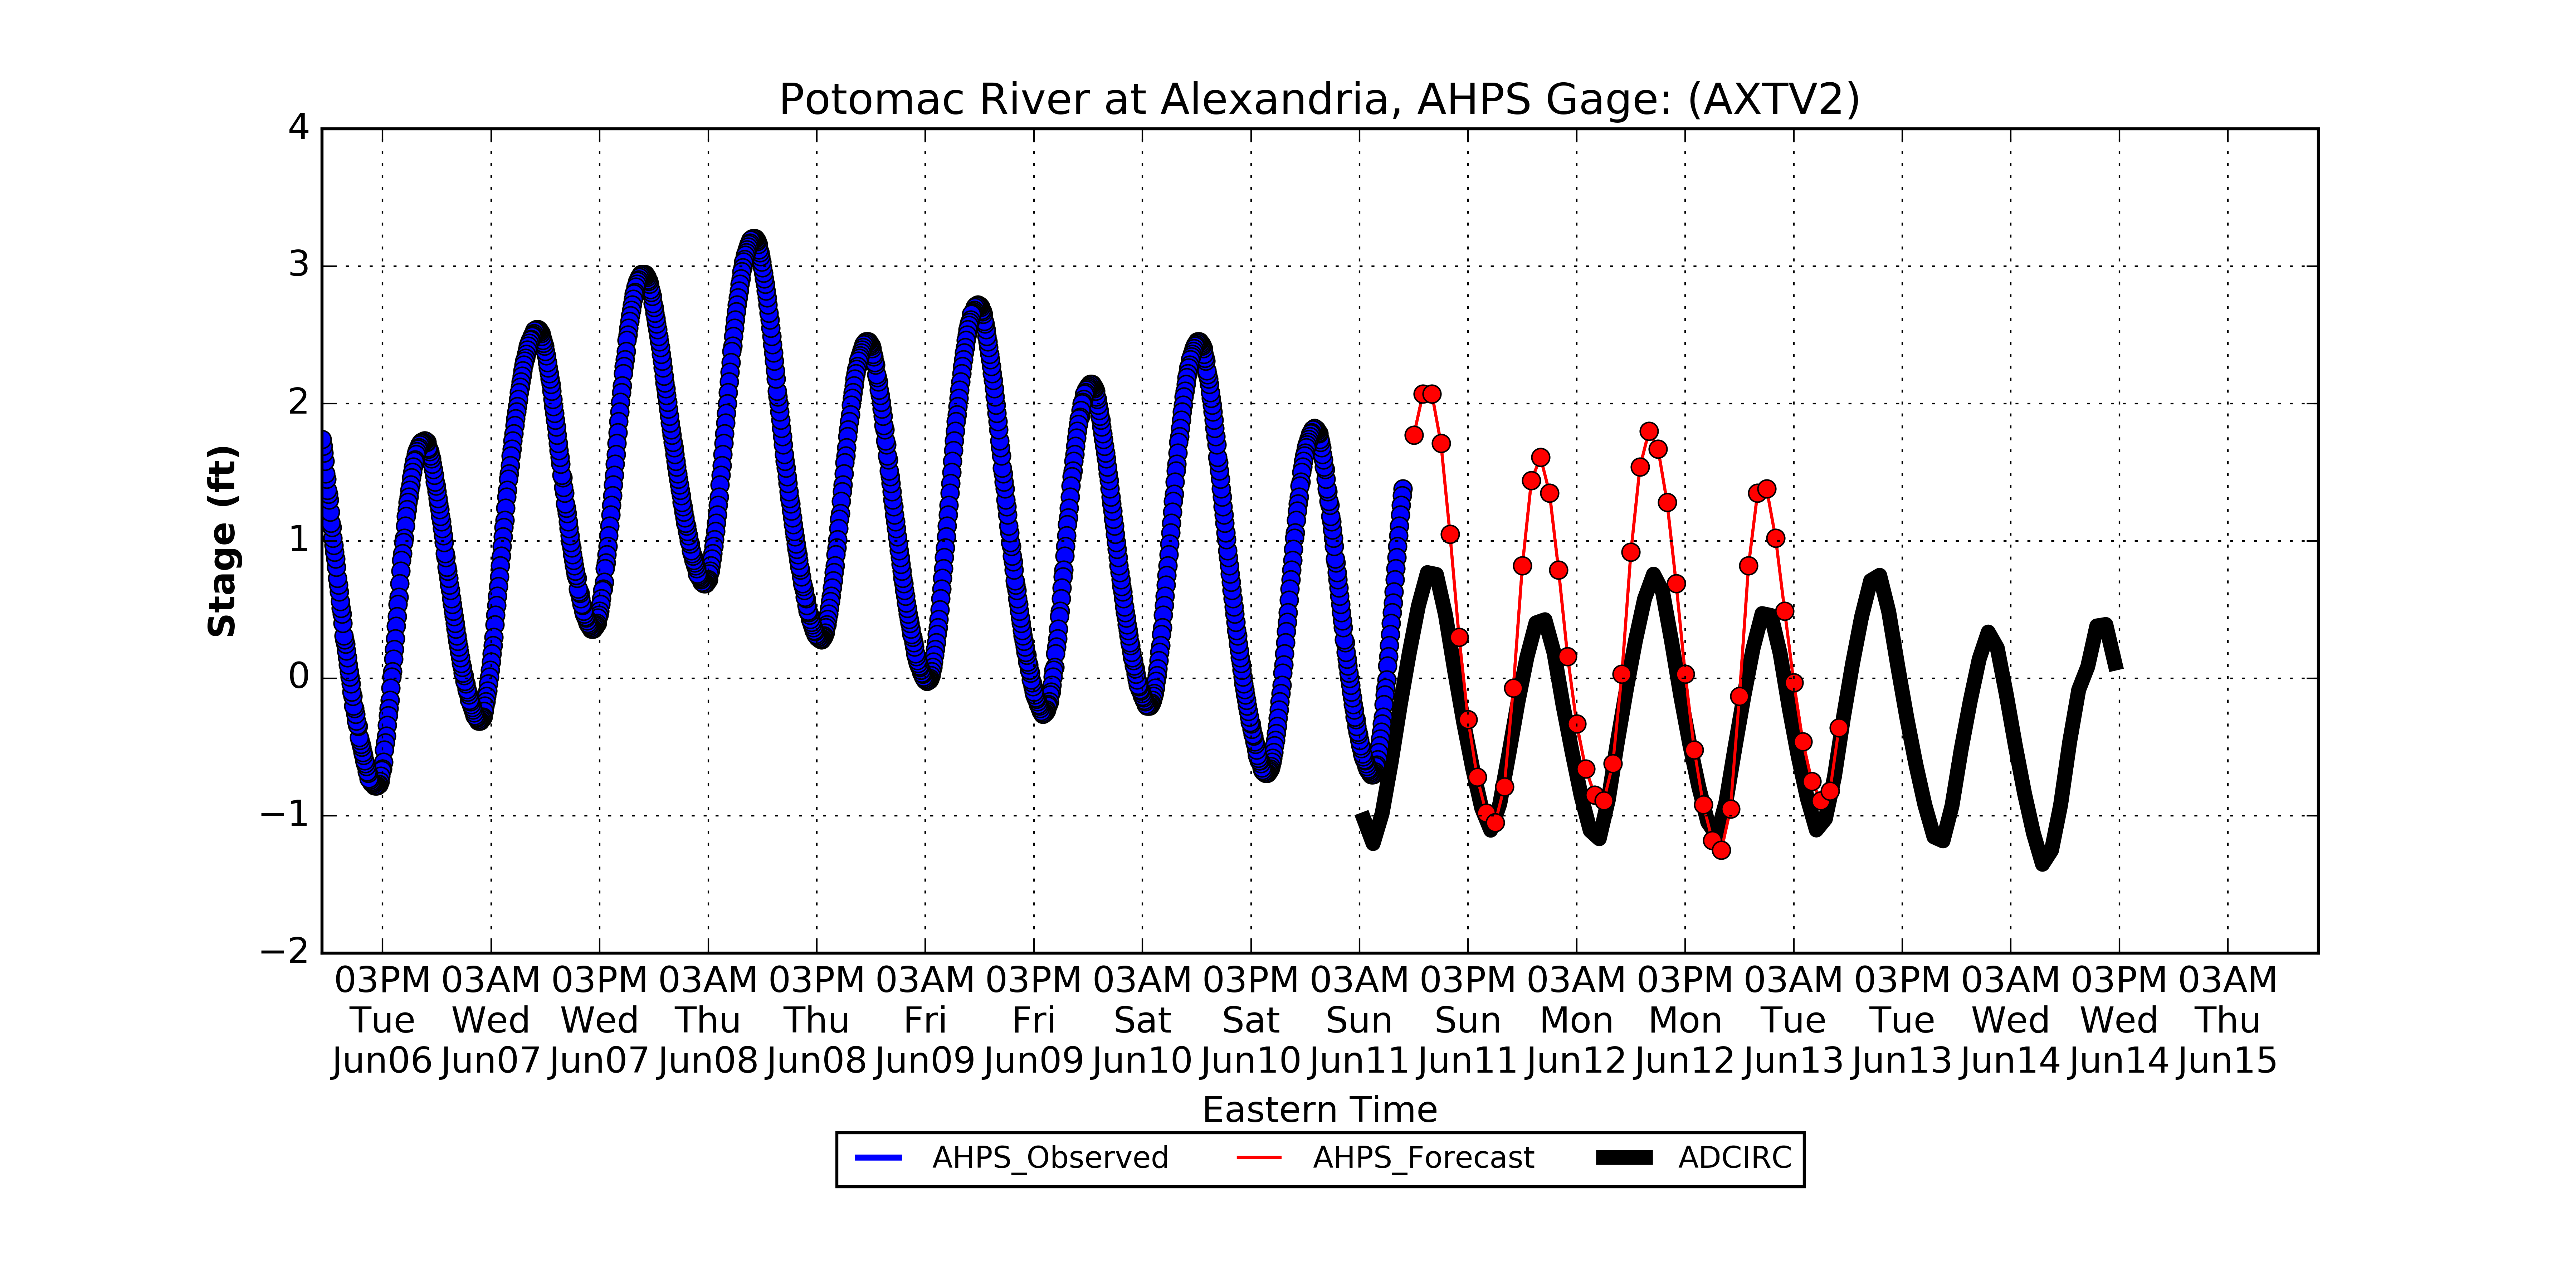 Potomac River at Alexandria, AHPS Gage: (AXTV2)
4
3
2
1
0
−1
−2
Stage (ft)
03PM 03AM 03PM 03AM 03PM 03AM 03PM 03AM 03PM 03AM 03PM 03AM 03PM 03AM 03PM 03AM 03PM 03AM
Tue Wed Wed Thu Thu Fri Fri Sat Sat Sun Sun Mon Mon Tue Tue Wed Wed Thu
Jun06 Jun07 Jun07 Jun08 Jun08 Jun09 Jun09 Jun10 Jun10 Jun11 Jun11 Jun12 Jun12 Jun13 Jun13 Jun14 Jun14 Jun15
Eastern Time
AHPS_Observed AHPS_Forecast ADCIRC